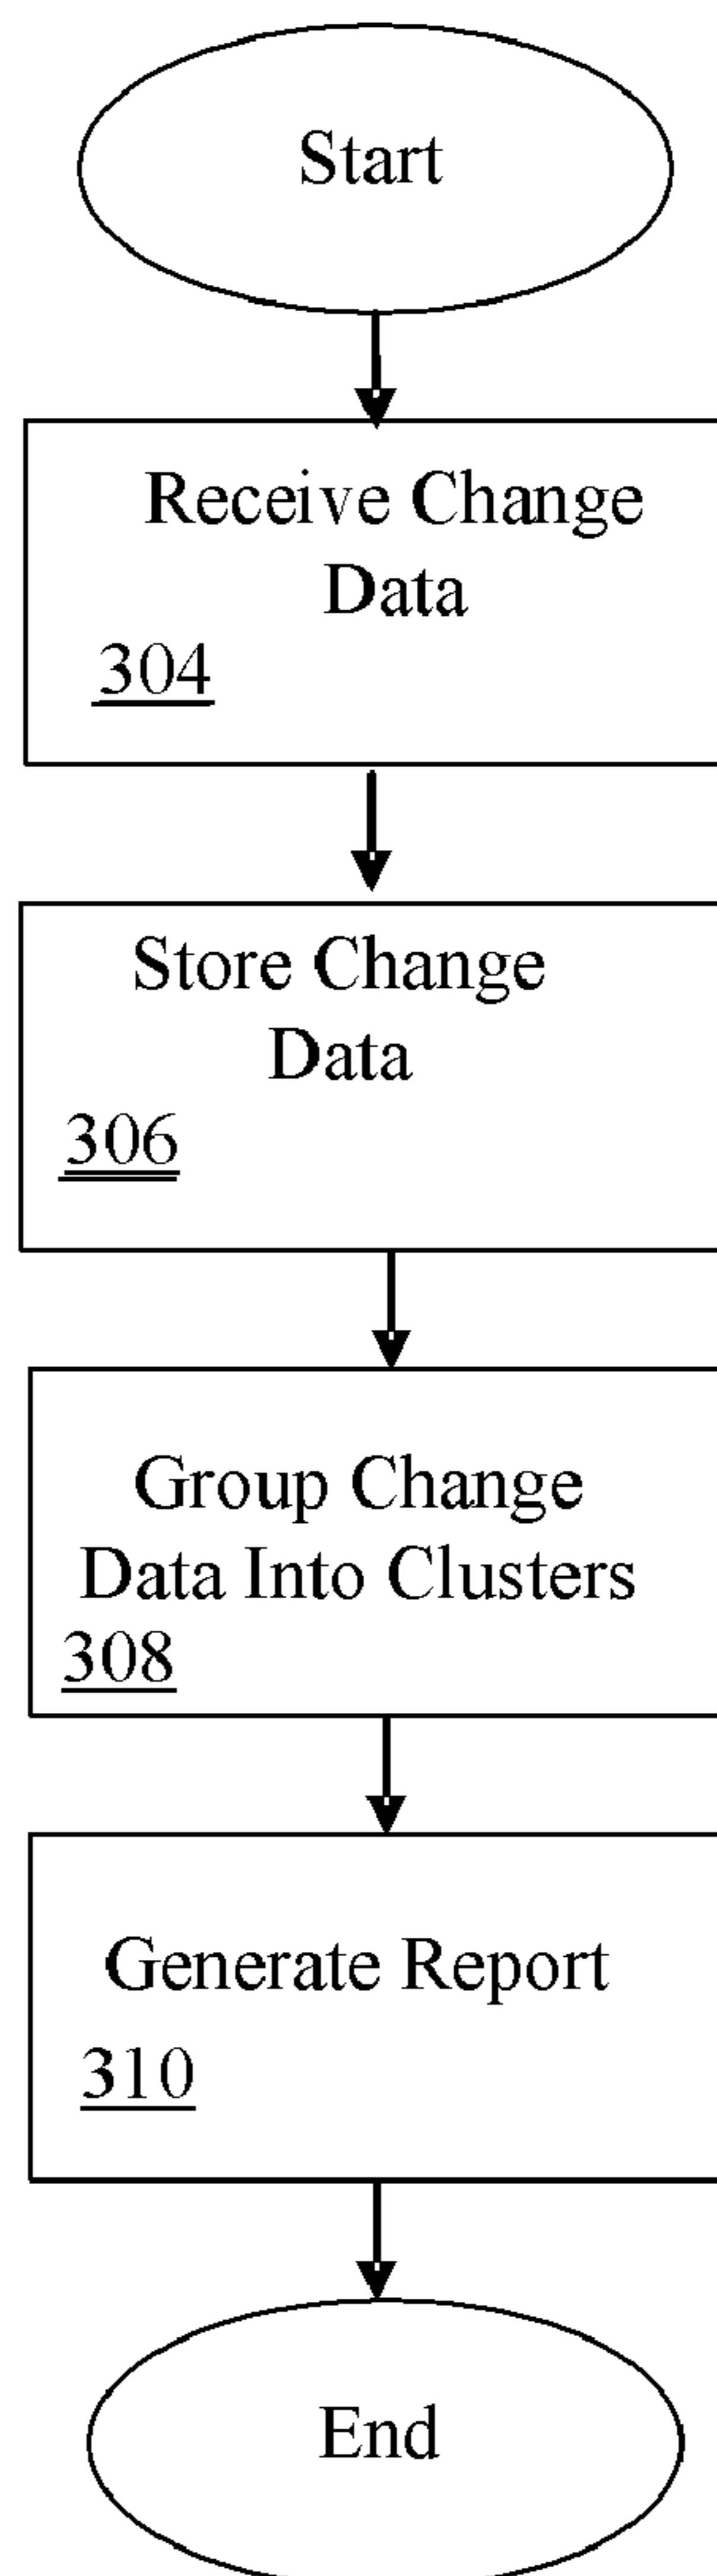 Start
Receive Change
Data
304
Store Change
Data
306
Group Change
Data Into Clusters
308
Generate Report
310
End